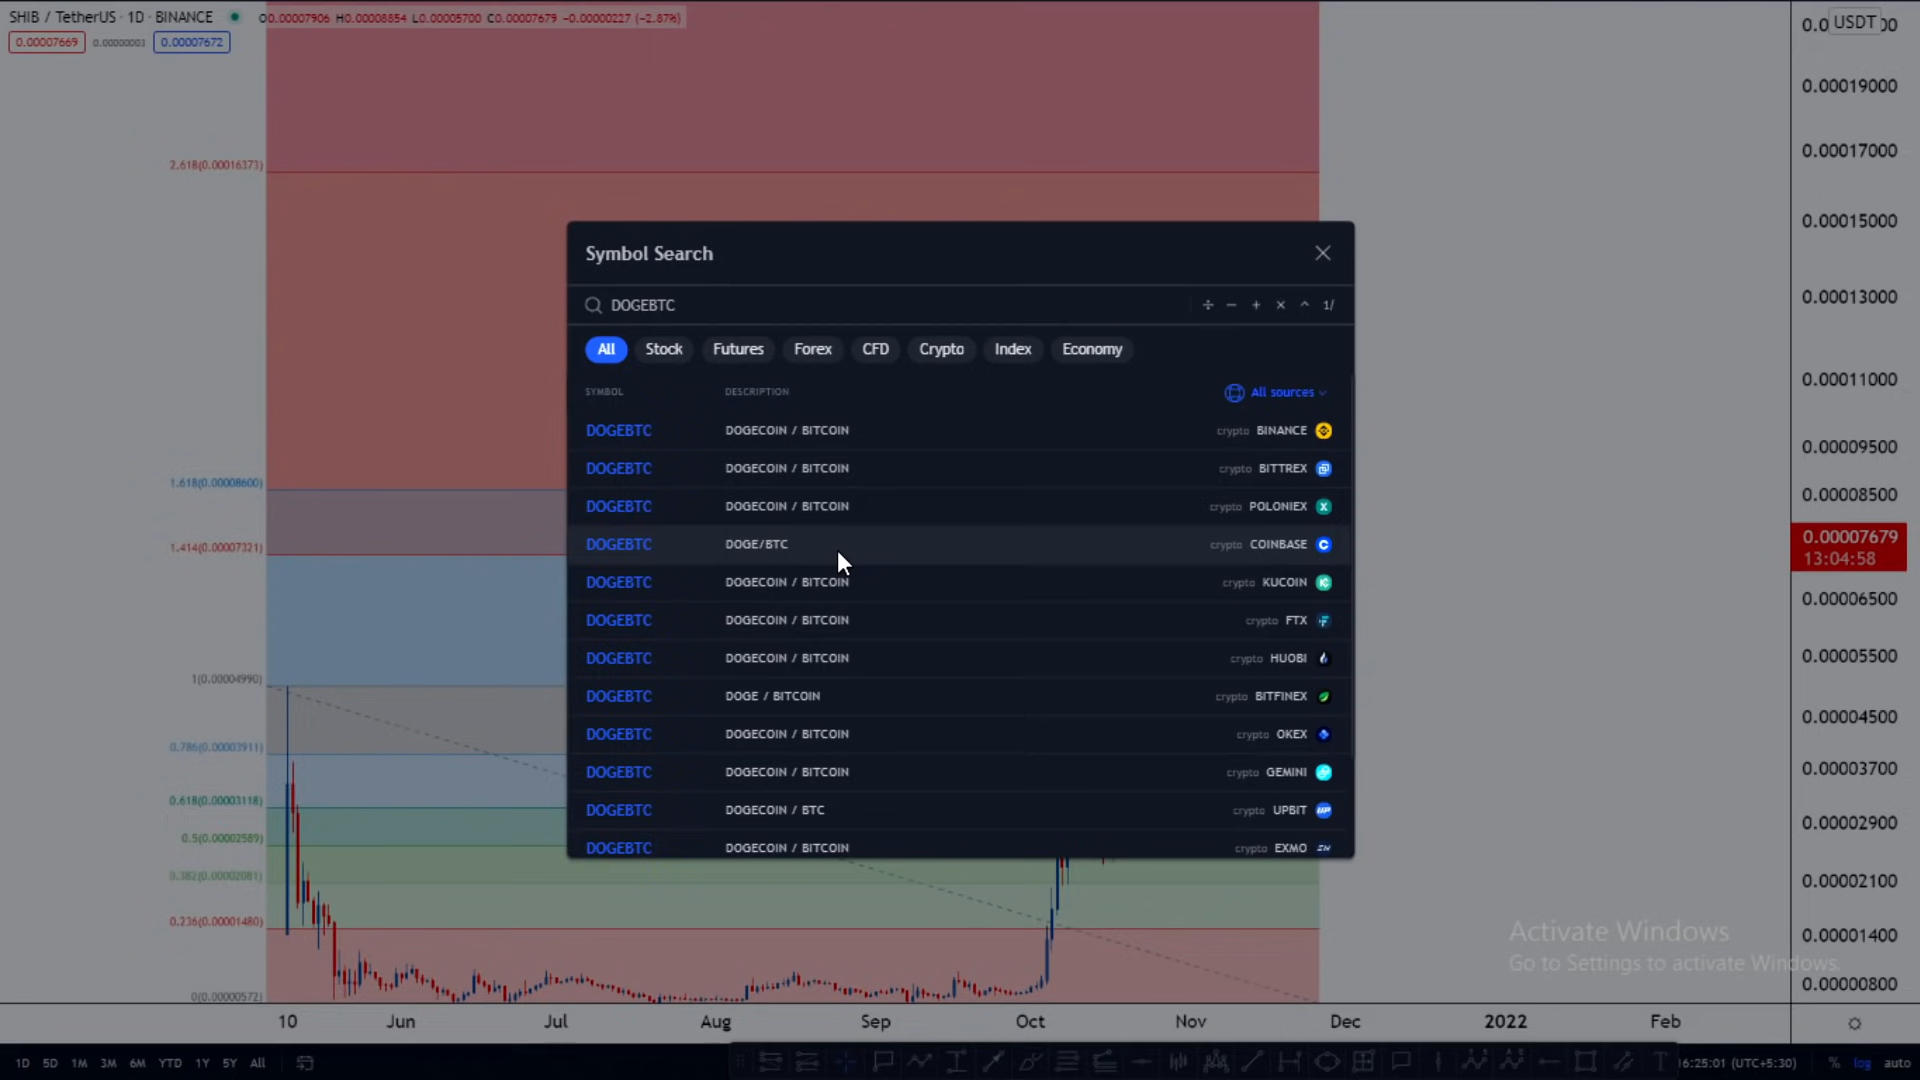 SHIB / TetherUS · 1D · BINANCE O0.00007906 H0.00008854 L0.00005700 C0.00007679 −0.00000227 (−2.87%)
0.00007669 0.00000003 0.00007672
USDT
0.00019000
2.618(0.00016373)
0.00017000
0.00015000
Symbol Search
0.00013000
DOGEBTC ÷ − + × ^ 1/
All Stock Futures Forex CFD Crypto Index Economy
0.00011000
SYMBOL DESCRIPTION All sources
DOGEBTC DOGECOIN / BITCOIN crypto BINANCE
0.00009500
DOGEBTC DOGECOIN / BITCOIN crypto BITTREX
1.618(0.00008600)
0.00008500
DOGEBTC DOGECOIN / BITCOIN crypto POLONIEX
0.00007679
1.414(0.00007321)
DOGEBTC DOGE/BTC crypto COINBASE
13:04:58
DOGEBTC DOGECOIN / BITCOIN crypto KUCOIN
0.00006500
DOGEBTC DOGECOIN / BITCOIN crypto FTX
DOGEBTC DOGECOIN / BITCOIN crypto HUOBI
0.00005500
1(0.00004990)
DOGEBTC DOGE / BITCOIN crypto BITFINEX
0.00004500
DOGEBTC DOGECOIN / BITCOIN crypto OKEX
0.786(0.00003911)
DOGEBTC DOGECOIN / BITCOIN crypto GEMINI
0.00003700
0.618(0.00003118)
DOGEBTC DOGECOIN / BTC crypto UPBIT
0.00002900
0.5(0.00002589)
DOGEBTC DOGECOIN / BITCOIN crypto EXMO
0.382(0.00002081)
0.00002100
0.236(0.00001480)
0.00001400
Activate Windows
Go to Settings to activate Windows.
0.00000800
0(0.00000572)
10 Jun Jul Aug Sep Oct Nov Dec 2022 Feb
1D 5D 1M 3M 6M YTD 1Y 5Y All 16:25:01 (UTC+5:30) % log auto